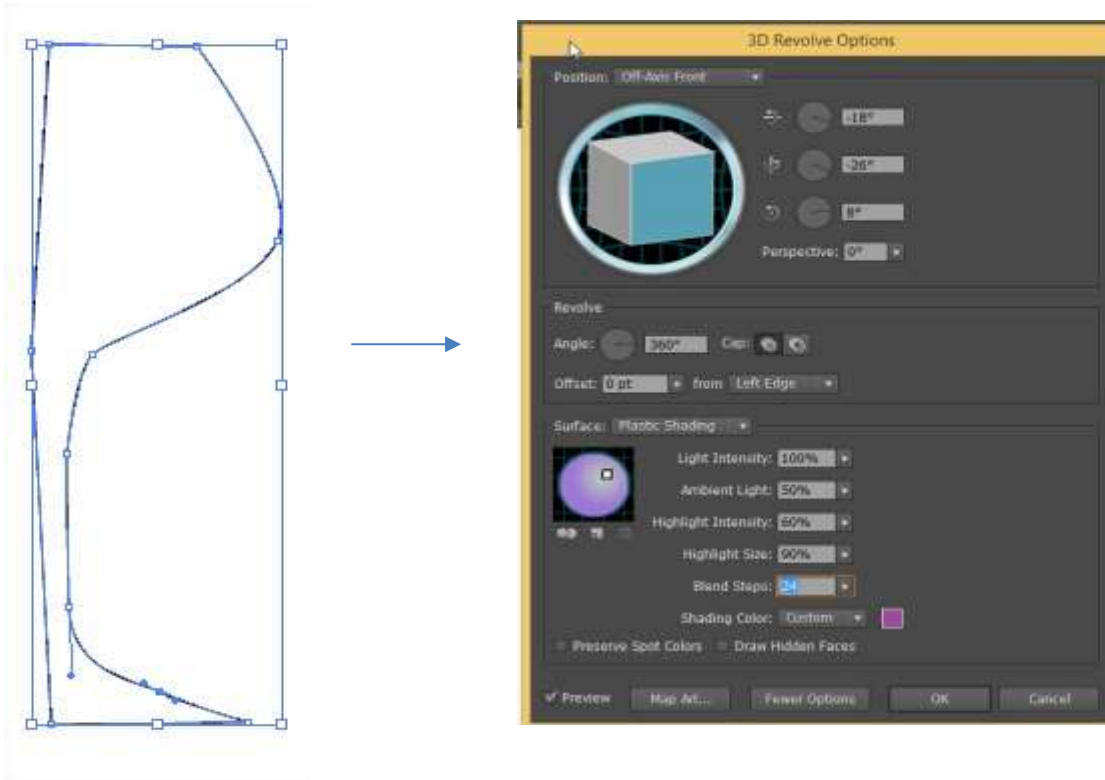 3D Revolve Options
Position: Off-Axis Front
-18°
-26°
8°
Perspective: 0°
Revolve
Angle: 360° Cap:
Offset: 0 pt from Left Edge
Surface: Plastic Shading
Light Intensity: 100%
Ambient Light: 50%
Highlight Intensity: 60%
Highlight Size: 90%
Blend Steps: 24
Shading Color: Custom
Preserve Spot Colors Draw Hidden Faces
Preview Map Art... Fewer Options OK Cancel